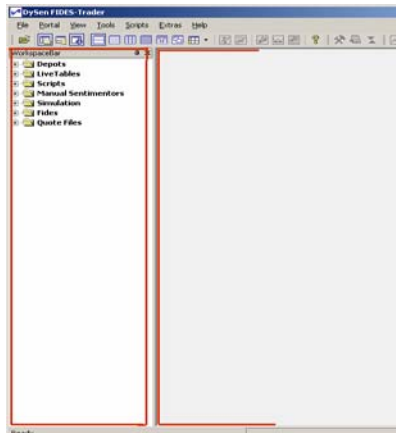 DySen FIDES-Trader
File Portal View Tools Scripts Extras Help
WorkspaceBar
Depots
LiveTables
Scripts
Manual Sentimentors
Simulation
Fides
Quote Files
Ready